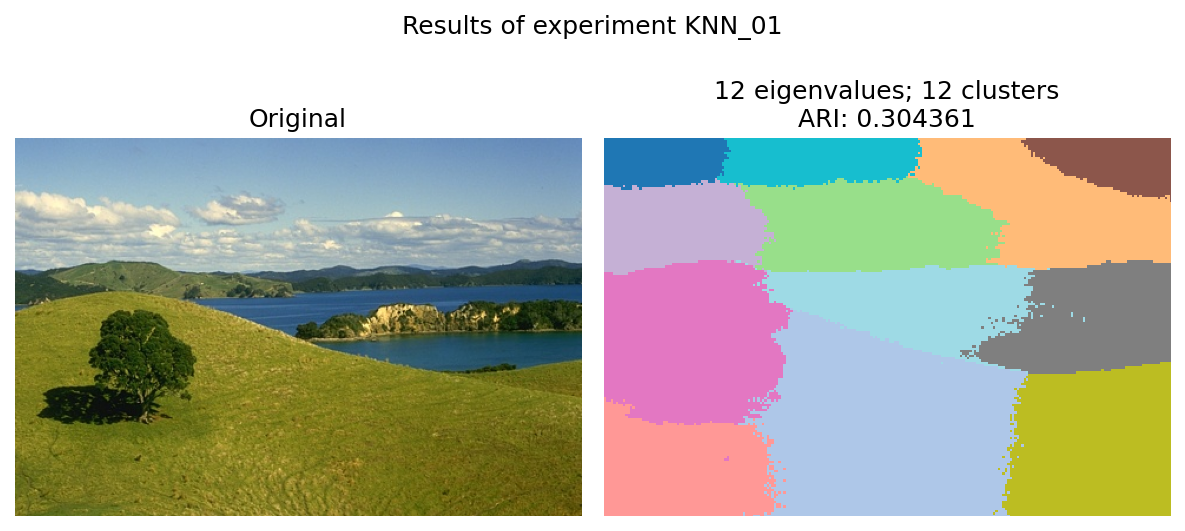 Results of experiment KNN_01
Original
12 eigenvalues; 12 clusters
ARI: 0.304361